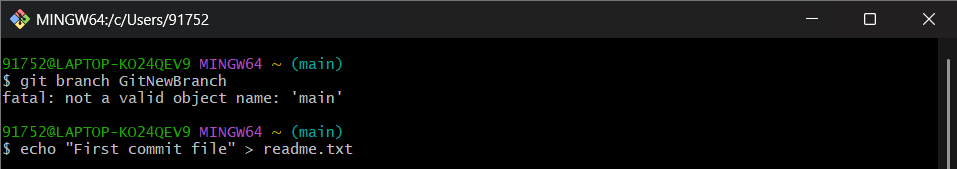 MINGW64:/c/Users/91752
91752@LAPTOP-KO24QEV9 MINGW64 ~ (main)
$ git branch GitNewBranch
fatal: not a valid object name: 'main'
91752@LAPTOP-KO24QEV9 MINGW64 ~ (main)
$ echo "First commit file" > readme.txt